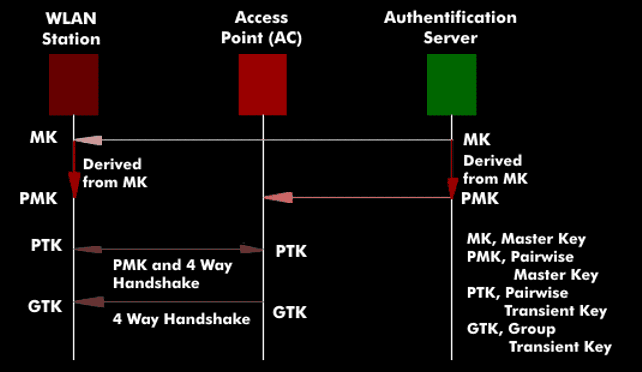 WLAN
Station
Access
Point (AC)
Authentification
Server
MK
MK
Derived
from MK
Derived
from MK
PMK
PMK
PTK
PTK
PMK and 4 Way
Handshake
GTK
GTK
4 Way Handshake
MK, Master Key
PMK, Pairwise
Master Key
PTK, Pairwise
Transient Key
GTK, Group
Transient Key